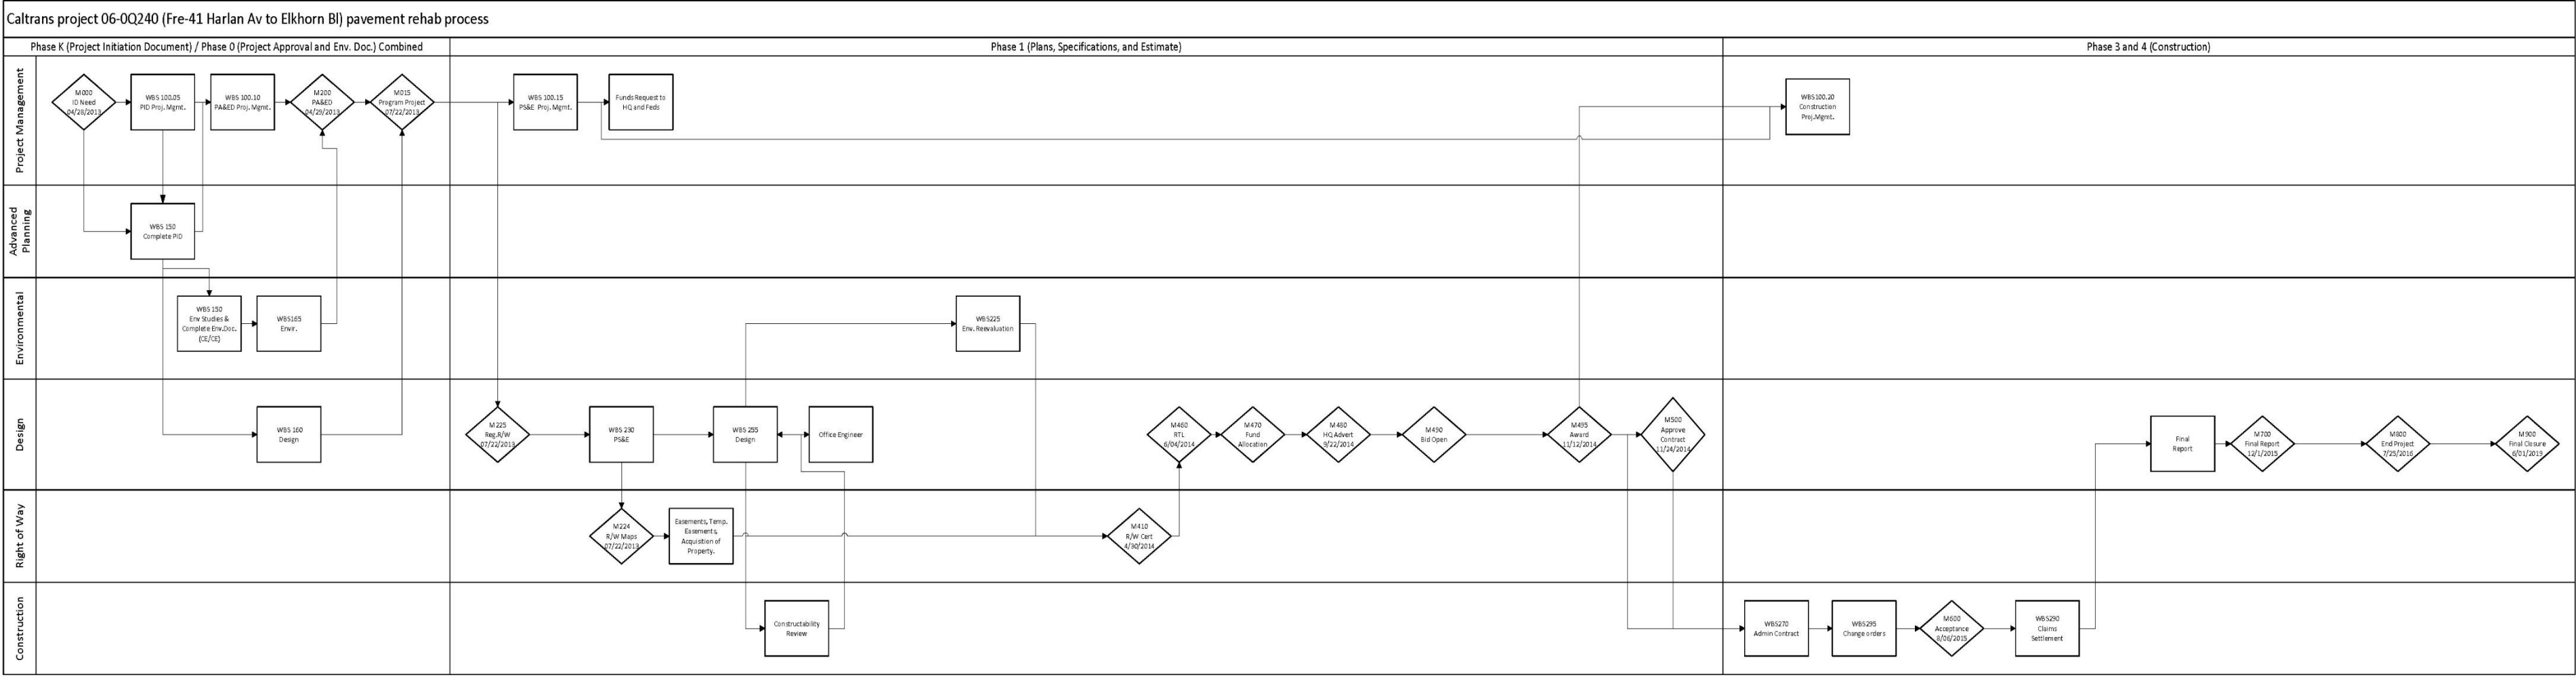 Caltrans project 06-0Q240 (Fre-41 Harlan Av to Elkhorn Bl) pavement rehab process
Phase K (Project Initiation Document) / Phase 0 (Project Approval and Env. Doc.) Combined
Phase 1 (Plans, Specifications, and Estimate)
Phase 3 and 4 (Construction)
Project Management
M000
ID Need
04/28/2013
WBS 100.05
PID Proj. Mgmt.
WBS 100.10
PA&ED Proj. Mgmt.
M200
PA&ED
04/29/2013
M015
Program Project
07/22/2013
WBS 100.15
PS&E Proj. Mgmt.
Funds Request to
HQ and Feds
WBS100.20
Construction
Proj.Mgmt.
Advanced
Planning
WBS 150
Complete PID
Environmental
WBS 150
Env Studies &
Complete Env.Doc.
(CE/CE)
WBS165
Envir.
WBS225
Env. Reevaluation
Design
WBS 160
Design
M225
Reg.R/W
07/22/2013
WBS 230
PS&E
WBS 255
Design
Office Engineer
M460
RTL
6/04/2014
M470
Fund
Allocation
M480
HQ Advert
9/22/2014
M490
Bid Open
M495
Award
11/12/2014
M500
Approve
Contract
11/24/2014
Final
Report
M700
Final Report
12/1/2015
M800
End Project
7/25/2016
M900
Final Closure
6/01/2019
Right of Way
M224
R/W Maps
07/22/2013
Easements, Temp.
Easements,
Acquisition of
Property.
M410
R/W Cert
4/30/2014
Construction
Constructability
Review
WBS270
Admin Contract
WBS295
Change orders
M600
Acceptance
8/06/2015
WBS290
Claims
Settlement